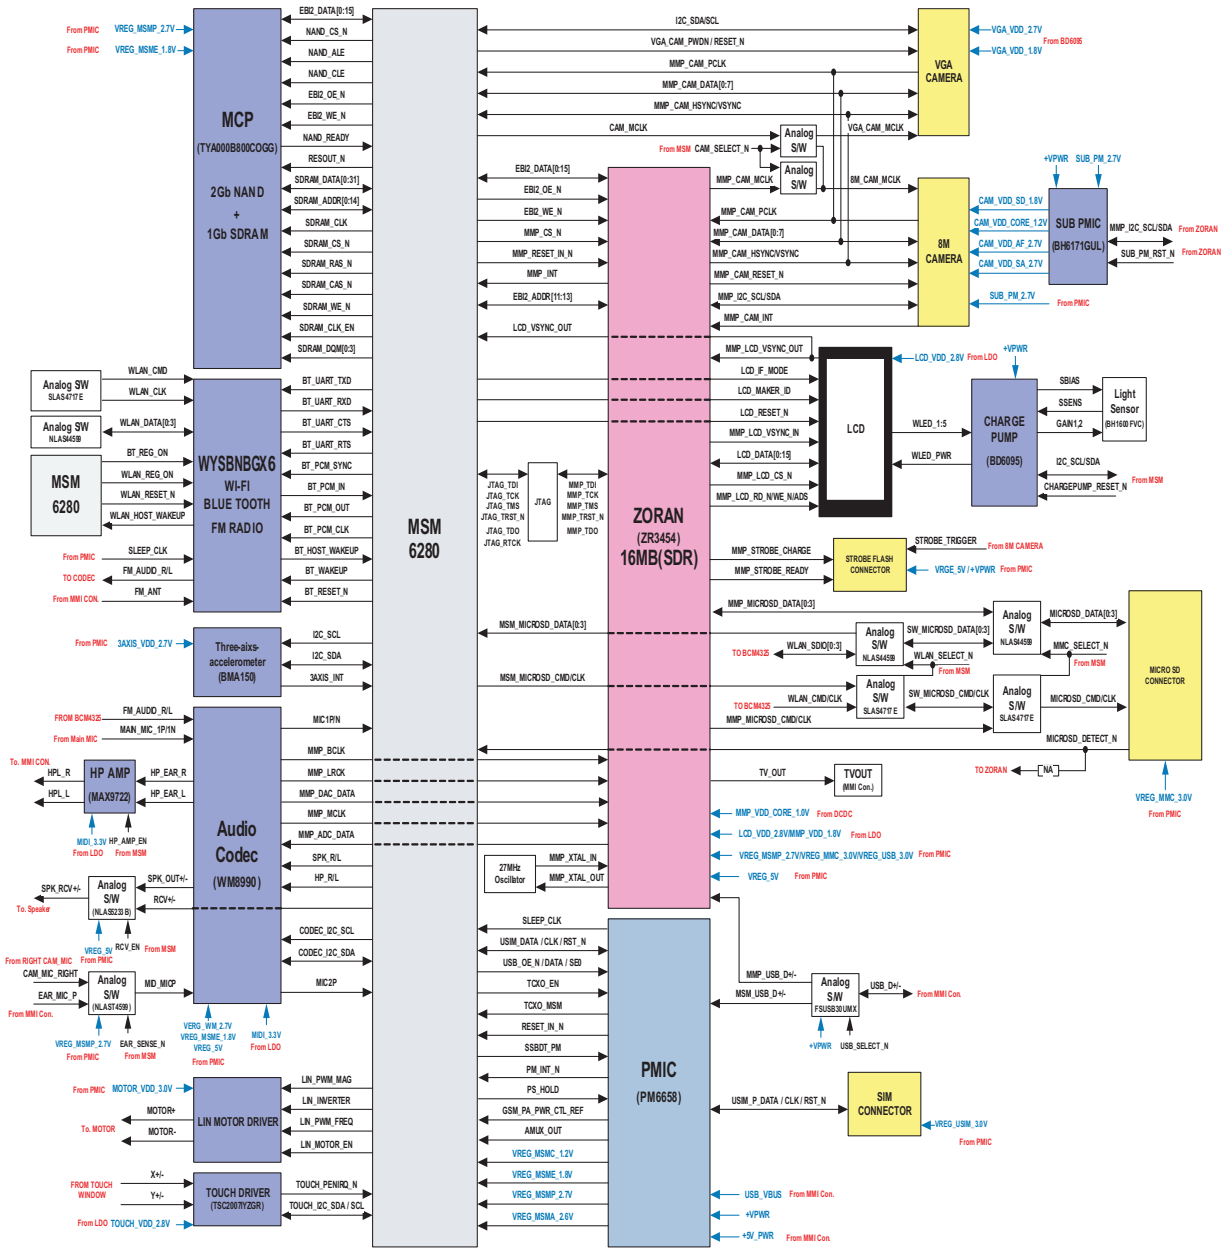 From PMIC VREG_MSMP_2.7V
From PMIC VREG_MSME_1.8V
MCP
(TYA000B800COGG)
2Gb NAND
+
1Gb SDRAM
EBI2_DATA[0:15]
NAND_CS_N
NAND_ALE
NAND_CLE
EBI2_OE_N
EBI2_WE_N
NAND_READY
RESOUT_N
SDRAM_DATA[0:31]
SDRAM_ADDR[0:14]
SDRAM_CLK
SDRAM_CS_N
SDRAM_RAS_N
SDRAM_CAS_N
SDRAM_WE_N
SDRAM_CLK_EN
SDRAM_DQM[0:3]
Analog SW
SLAS4717E
WLAN_CMD
WLAN_CLK
Analog SW
NLAS4599
WLAN_DATA[0:3]
MSM
6280
BT_REG_ON
WLAN_REG_ON
WLAN_RESET_N
WLAN_HOST_WAKEUP
From PMIC SLEEP_CLK
TO CODEC FM_AUDIO_R/L
From MMI CON. FM_ANT
WYSBNBGX6
WI-FI
BLUE TOOTH
FM RADIO
BT_UART_TXD
BT_UART_RXD
BT_UART_CTS
BT_UART_RTS
BT_PCM_SYNC
BT_PCM_IN
BT_PCM_OUT
BT_PCM_CLK
BT_HOST_WAKEUP
BT_WAKEUP
BT_RESET_N
From PMIC 3AXIS_VDD_2.7V
Three-aixs-
accelerometer
(BMA150)
I2C_SCL
I2C_SDA
3AXIS_INT
FROM BCM4325 FM_AUDIO_R/L
From Main MIC MAIN_MIC_1P/1N
To. MMI CON.
HPL_R
HPL_L
HP AMP
(MAX9722)
HP_EAR_R
HP_EAR_L
MIDI_3.3V HP_AMP_EN
From LDO From MSM
Audio
Codec
(WM8990)
MIC1P/N
MMP_BCLK
MMP_LRCK
MMP_DAC_DATA
MMP_MCLK
MMP_ADC_DATA
SPK_R/L
HP_R/L
CODEC_I2C_SCL
CODEC_I2C_SDA
MIC2P
SPK_RCV+/-
To. Speaker
Analog
S/W
(NLAS5233B)
SPK_OUT+/-
RCV+/-
VREG_5V RCV_EN From MSM
From RIGHT CAM_MIC From PMIC
CAM_MIC_RIGHT
EAR_MIC_P
From MMI Con.
Analog
S/W
(NLAST4599)
MID_MICP
VREG_MSMP_2.7V EAR_SENSE_N
From PMIC From MSM
VERG_WM_2.7V
VREG_MSME_1.8V
VREG_5V
From PMIC
MIDI_3.3V
From LDO
From PMIC MOTOR_VDD_3.0V
MOTOR+
To. MOTOR
MOTOR-
LIN MOTOR DRIVER
LIN_PWM_MAG
LIN_INVERTER
LIN_PWM_FREQ
LIN_MOTOR_EN
FROM TOUCH
WINDOW
X+/-
Y+/-
From LDO TOUCH_VDD_2.8V
TOUCH DRIVER
(TSC2007IYZGR)
TOUCH_PENIRQ_N
TOUCH_I2C_SDA / SCL
MSM
6280
I2C_SDA/SCL
VGA_CAM_PWDN / RESET_N
MMP_CAM_PCLK
MMP_CAM_DATA[0:7]
MMP_CAM_HSYNC/VSYNC
CAM_MCLK
From MSM CAM_SELECT_N
Analog
S/W
Analog
S/W
VGA_CAM_MCLK
8M_CAM_MCLK
VGA
CAMERA
VGA_VDD_2.7V
From BD6095
VGA_VDD_1.8V
EBI2_DATA[0:15]
EBI2_OE_N
EBI2_WE_N
MMP_CS_N
MMP_RESET_IN_N
MMP_INT
EBI2_ADDR[11:13]
LCD_VSYNC_OUT
MMP_CAM_MCLK
MMP_CAM_PCLK
MMP_CAM_DATA[0:7]
MMP_CAM_HSYNC/VSYNC
MMP_CAM_RESET_N
MMP_I2C_SCL/SDA
MMP_CAM_INT
8M
CAMERA
CAM_VDD_SD_1.8V
CAM_VDD_CORE_1.2V
CAM_VDD_AF_2.7V
CAM_VDD_SA_2.7V
SUB_PM_2.7V
From PMIC
+VPWR SUB_PM_2.7V
SUB PMIC
(BH6171GUL)
MMP_I2C_SCL/SDA From ZORAN
SUB_PM_RST_N From ZORAN
MMP_LCD_VSYNC_OUT
LCD_IF_MODE
LCD_MAKER_ID
LCD_RESET_N
MMP_LCD_VSYNC_IN
LCD_DATA[0:15]
MMP_LCD_CS_N
MMP_LCD_RD_N/WE_N/ADS
LCD
LCD_VDD_2.8V From LDO
+VPWR
WLED_1:5
WLED_PWR
CHARGE
PUMP
(BD6095)
SBIAS
SSENS
GAIN1,2
Light
Sensor
(BH1600FVC)
I2C_SCL/SDA
From MSM
CHARGEPUMP_RESET_N
JTAG_TDI
JTAG_TCK
JTAG_TMS
JTAG_TRST_N
JTAG_TDO
JTAG_RTCK
JTAG
MMP_TDI
MMP_TCK
MMP_TMS
MMP_TRST_N
MMP_TDO
ZORAN
(ZR3454)
16MB(SDR)
MMP_STROBE_CHARGE
MMP_STROBE_READY
STROBE FLASH
CONNECTOR
STROBE_TRIGGER From 8M CAMERA
VRGE_5V / +VPWR From PMIC
MSM_MICROSD_DATA[0:3]
MSM_MICROSD_CMD/CLK
MMP_MICROSD_DATA[0:3]
TO BCM4325 WLAN_SDIO[0:3]
Analog
S/W
NLAS4599
SW_MICROSD_DATA[0:3]
WLAN_SELECT_N
From MSM
Analog
S/W
NLAS4599
MICROSD_DATA[0:3]
MMC_SELECT_N
From MSM
TO BCM4325 WLAN_CMD/CLK
Analog
S/W
SLAS4717E
SW_MICROSD_CMD/CLK
Analog
S/W
SLAS4717E
MICROSD_CMD/CLK
MMP_MICROSD_CMD/CLK
MICROSD_DETECT_N
TO ZORAN NA
MICRO SD
CONNECTOR
VREG_MMC_3.0V
From PMIC
TV_OUT
TVOUT
(MMI Con.)
MMP_VDD_CORE_1.0V From DCDC
LCD_VDD_2.8V/MMP_VDD_1.8V From LDO
VREG_MSMP_2.7V/VREG_MMC_3.0V/VREG_USB_3.0V From PMIC
VREG_5V From PMIC
27MHz
Oscillator
MMP_XTAL_IN
MMP_XTAL_OUT
SLEEP_CLK
USIM_DATA / CLK / RST_N
USB_OE_N / DATA / SE0
TCXO_EN
TCXO_MSM
RESET_IN_N
SSBDT_PM
PM_INT_N
PS_HOLD
GSM_PA_PWR_CTL_REF
AMUX_OUT
VREG_MSMC_1.2V
VREG_MSME_1.8V
VREG_MSMP_2.7V
VREG_MSMA_2.6V
PMIC
(PM6658)
MMP_USB_D+/-
MSM_USB_D+/-
Analog
S/W
FSUSB30UMX
USB_D+/- From MMI Con.
+VPWR USB_SELECT_N
USIM_P_DATA / CLK / RST_N
SIM
CONNECTOR
VREG_USIM_3.0V
From PMIC
USB_VBUS From MMI Con.
+VPWR
+5V_PWR From MMI Con.